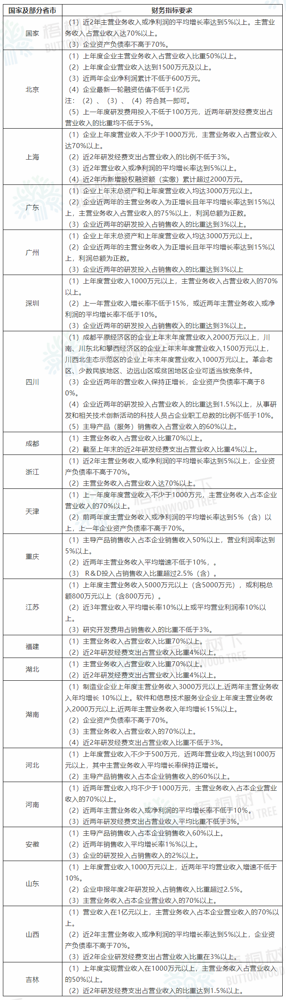 国家及部分省市 财务指标要求
国家
（1）近2年主营业务收入或净利润的平均增长率达到5%以上。主营业
务收入占营业收入达70%以上。
（3）企业资产负债率不高于70%。
北京
（1）上年度企业主营业务收入占营业收入比重50%以上。
（2）上年度企业营业收入达到1500万元及以上。
（3）近两年企业净利润累计不低于600万元。
（4）企业最新一轮融资估值不低于1亿元
注：（2）、（3）、（4）符合其一即可。
（5）上一年度研发费用投入不低于100万元，近两年研发经费支出占
营业收入的比重均不低于5%。
上海
（1）企业上年度营业收入不少于1000万元，主营业务收入占营业收入
达70%以上。
（2）近2年研发经费支出占营业收入的比例不低于3%。
（3）近2年营业收入或净利润的平均增长率达到5%以上。
（4）近2年内新增股权融资额（实缴）累计超过2000万元。
广东
（1）企业上年末总资产和上年度营业收入均达3000万元以上。
（2）企业近两年的主营业务收入为正增长且年平均增长率达到15%以
上，主营业务收入占营业收入的75%以上，利润总额为正数。
（3）企业近两年的研发投入占销售收入的比重达到3%以上。
广州
（1）企业上年末总资产和上年度营业收入均达3000万元以上。
（2）企业近两年的主营业务收入为正增长且年平均增长率达到15%以
上，利润总额为正数。
（3）企业近两年的研发投入占销售收入的比重达到3%以上
深圳
（1）上年度营业收入1000万元以上，主营业务收入占营业收入的70%
以上。
（2）上一年营业收入增长率不低于15%，或近两年主营业务收入或净
利润的平均增长率不低于10%。
（3）企业近两年的研发投入占销售收入的比重达到3%以上。
四川
（1）成都平原经济区的企业上年末年度营业收入2000万元以上，川
南、川东北和攀西经济区的企业上年末年度营业收入1500万元以上，
川西北生态示范区的企业上年末年度营业收入1000万元以上。革命老
区、少数民族地区、边远山区或贫困地区企业可适当放宽条件。
（3）企业近两年的营业收入保持正增长，企业资产负债率不高于8
0%。
（4）企业近两年的研发投入占营业收入的比重达到1.5%以上，从事研
发和相关技术创新活动的科技人员占企业职工总数的比例不低于10%。
（5）主导产品（服务）销售收入占营业收入的60%以上。
成都
（1）主营业务收入占营业收入比重70%以上。
（2）截至上年末的近2年研发经费支出占营业收入比重4%以上。
浙江
（1）近2年主营业务收入或净利润的平均增长率达到5%以上，企业资
产负债率不高于70%。
（2）主营业务收入占营业收入达70%以上。
天津
（1）上一年度年度营业收入不少于1000万元，主营业务收入占本企业
营业收入的70%以上。
（2）前两年度主营业务收入或净利润的平均增长率达到5%（含）以
上，上一年企业资产负债率不高于70%。
重庆
（1）主导产品销售收入占本企业销售收入50%以上，营业利润率达到
5%以上。
（2）近两年主营业务收入平均增速不低于10%，。
（3） R&D投入占销售收入比重超过2.5%（含）。
江苏
（1）上年度主营业务收入5000万元以上（含5000万元），或利税总
额800万元以上（含800万元）。
（2）近3年营业收入平均增长率10%以上或平均营业利润率10%以
上。
（3）研究开发费用占销售收入的比重不低于3%。
福建
（1）主营业务收入占营业收入比重70%以上。
（2）近2年研发经费支出占营业收入比重4%以上。
湖北
（1）主营业务收入占营业收入比重70%以上。
（2）近2年研发经费支出占营业收入比重4%以上。
湖南
（1）制造业企业上年度主营业务收入3000万元以上,近两年主营业务收
入年均增长 10%以上。软件和信息技术服务业企业上年度主营业务收
入2000万元以上,近两年主营业务收入年均增长15%以上。
（2）企业资产负债率不高于70%。
（3）主营业务收入占营业收入的70%以上。
（4）近2年研发经费支出占营业收入比重不低于3%。
河北
（1）上年度营业收入不少于500万元，近两年营业收入均达到1000万
元以上，其中主营业务收入平均增长率保持正增长。
（2）主导产品销售收入占本企业销售收入的60%以上。
河南
（1）近两年营业收入均不少于1000万元，主营业务收入占本企业营业
收入的70%以上。
（2）近两年主营业务收入或净利润的平均增长率不低于10%。
（3）近两年研发经费支出占营业收入平均比重不低于3%。
安徽
（1）主导产品销售收入占本企业销售收入60%以上。
（2）近两年销售收入平均增长率1%%以上。
（3）企业的研发投入占销售收入的2%以上。
山东
（1）上年度营业收入1000万元以上，近两年平均营业收入增速不低于
10%。
（2）企业申报年度2年研发投入占销售收入比重超过2.5%。
（3）主营业务收入占本企业营业收入的70%以上。
山西
（1）营业收入在1亿元以上，主营业务收入占本企业营业收入的70%以
上。
（2）近2年主营业务收入或净利润的平均增长率达到5%以上，企业资
产负债率不高于70%。
（3）近2年企业研发经费支出占营业收入比重在3%以上。
吉林
（1）上年度实现营业收入在1000万元以上，主营业务收入占营业收入
的50%以上。
（2）近2年研发经费支出占营业收入的比重达到1.5%以上。
梧桐树下
BUTTONWOOD TREE